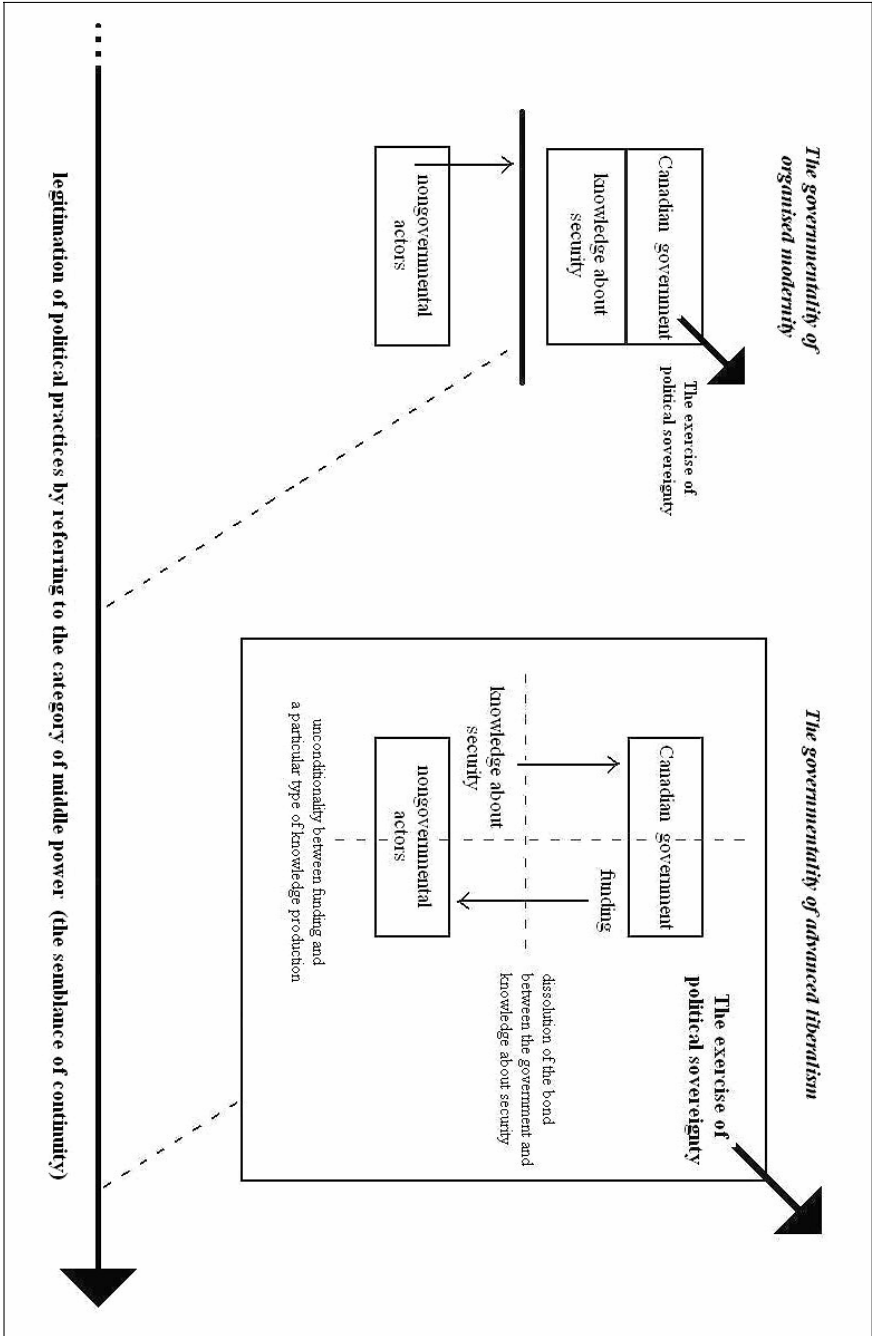 The governmentality of
organised modernity
Canadian government
knowledge about
security
The exercise of
political sovereignty
nongovernmental
actors
The governmentality of advanced liberalism
Canadian government
The exercise of
political sovereignty
funding
knowledge about
security
dissolution of the bond
between the government and
knowledge about security
nongovernmental
actors
unconditionality between funding and
a particular type of knowledge production
legitimation of political practices by referring to the category of middle power (the semblance of continuity)